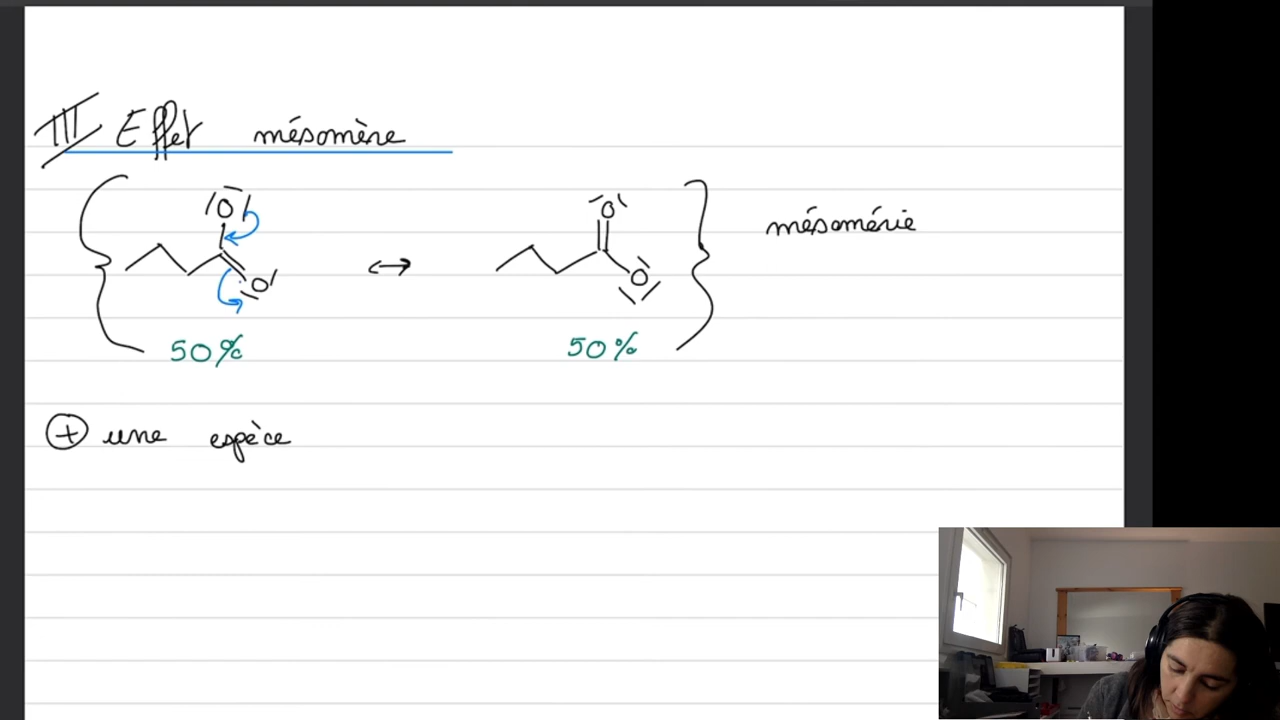 III Effet mésomère
O O
↔ mésomérie
O O
50% 50%
⊕ une espèce